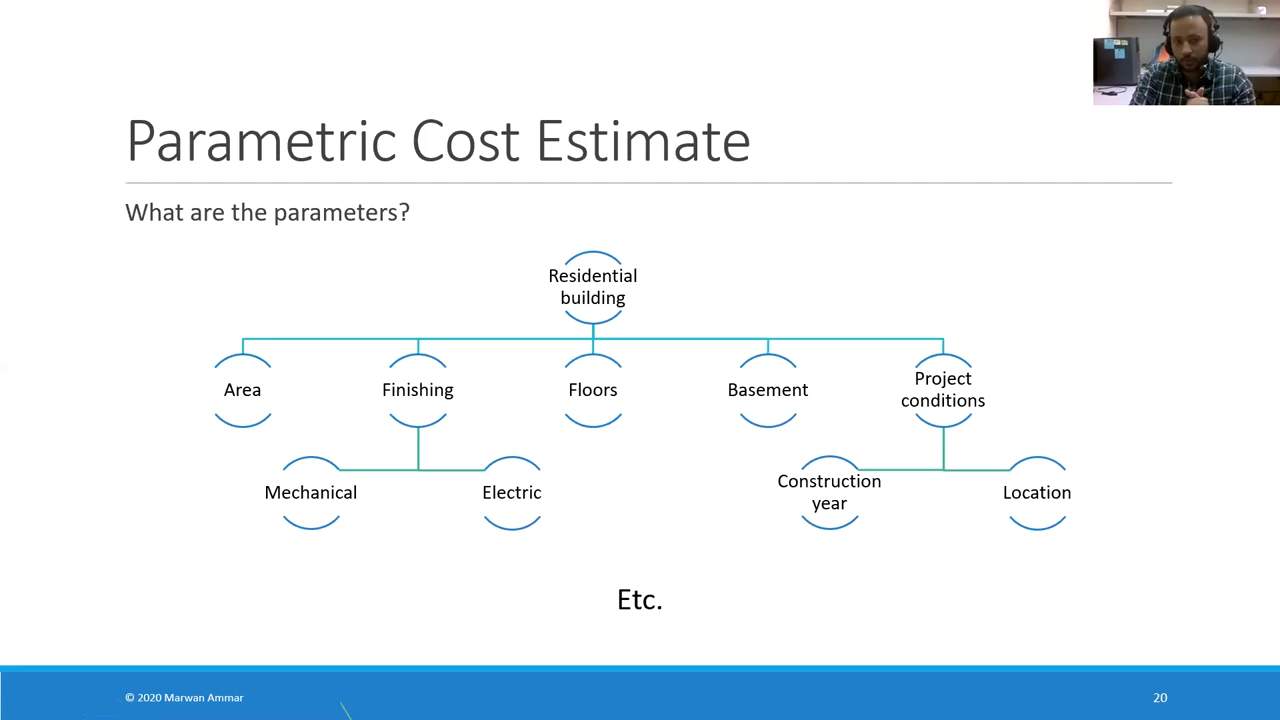 Parametric Cost Estimate
What are the parameters?
Residential
building
Area
Finishing
Floors
Basement
Project
conditions
Mechanical
Electric
Construction
year
Location
Etc.
© 2020 Marwan Ammar
20